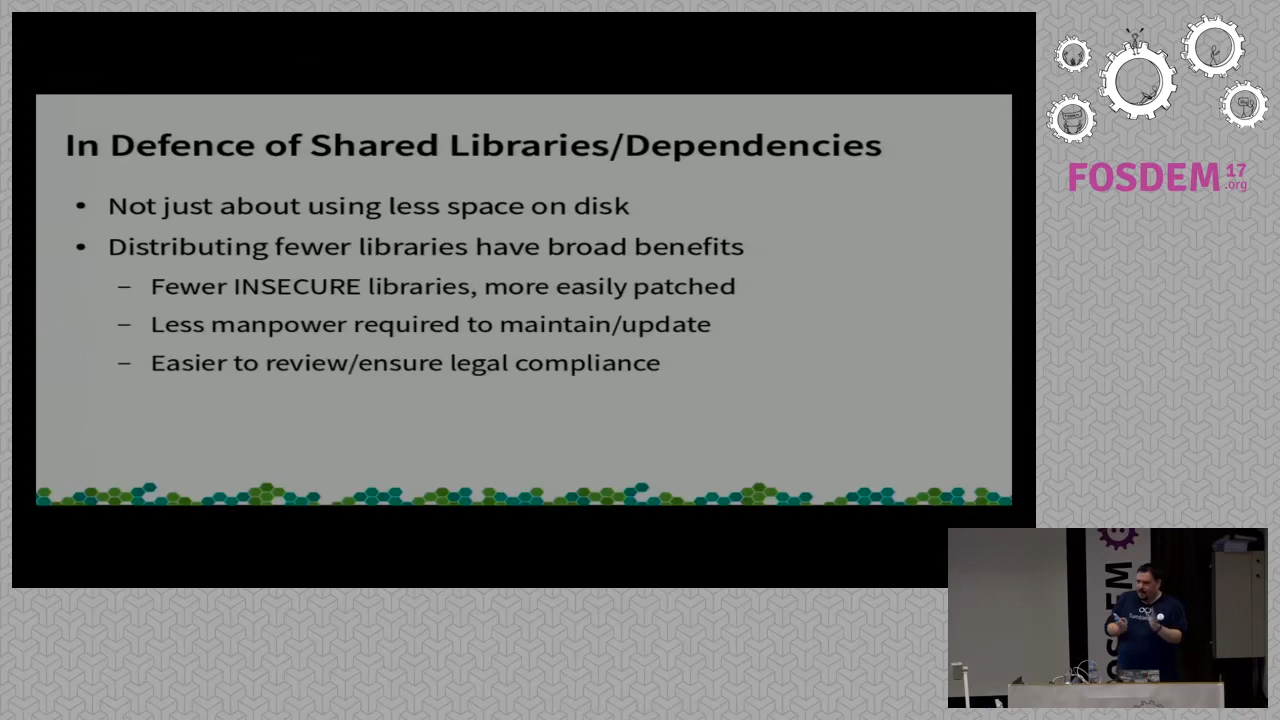 In Defence of Shared Libraries/Dependencies
• Not just about using less space on disk
• Distributing fewer libraries have broad benefits
– Fewer INSECURE libraries, more easily patched
– Less manpower required to maintain/update
– Easier to review/ensure legal compliance
FOSDEM 17
.org
FOSDEM